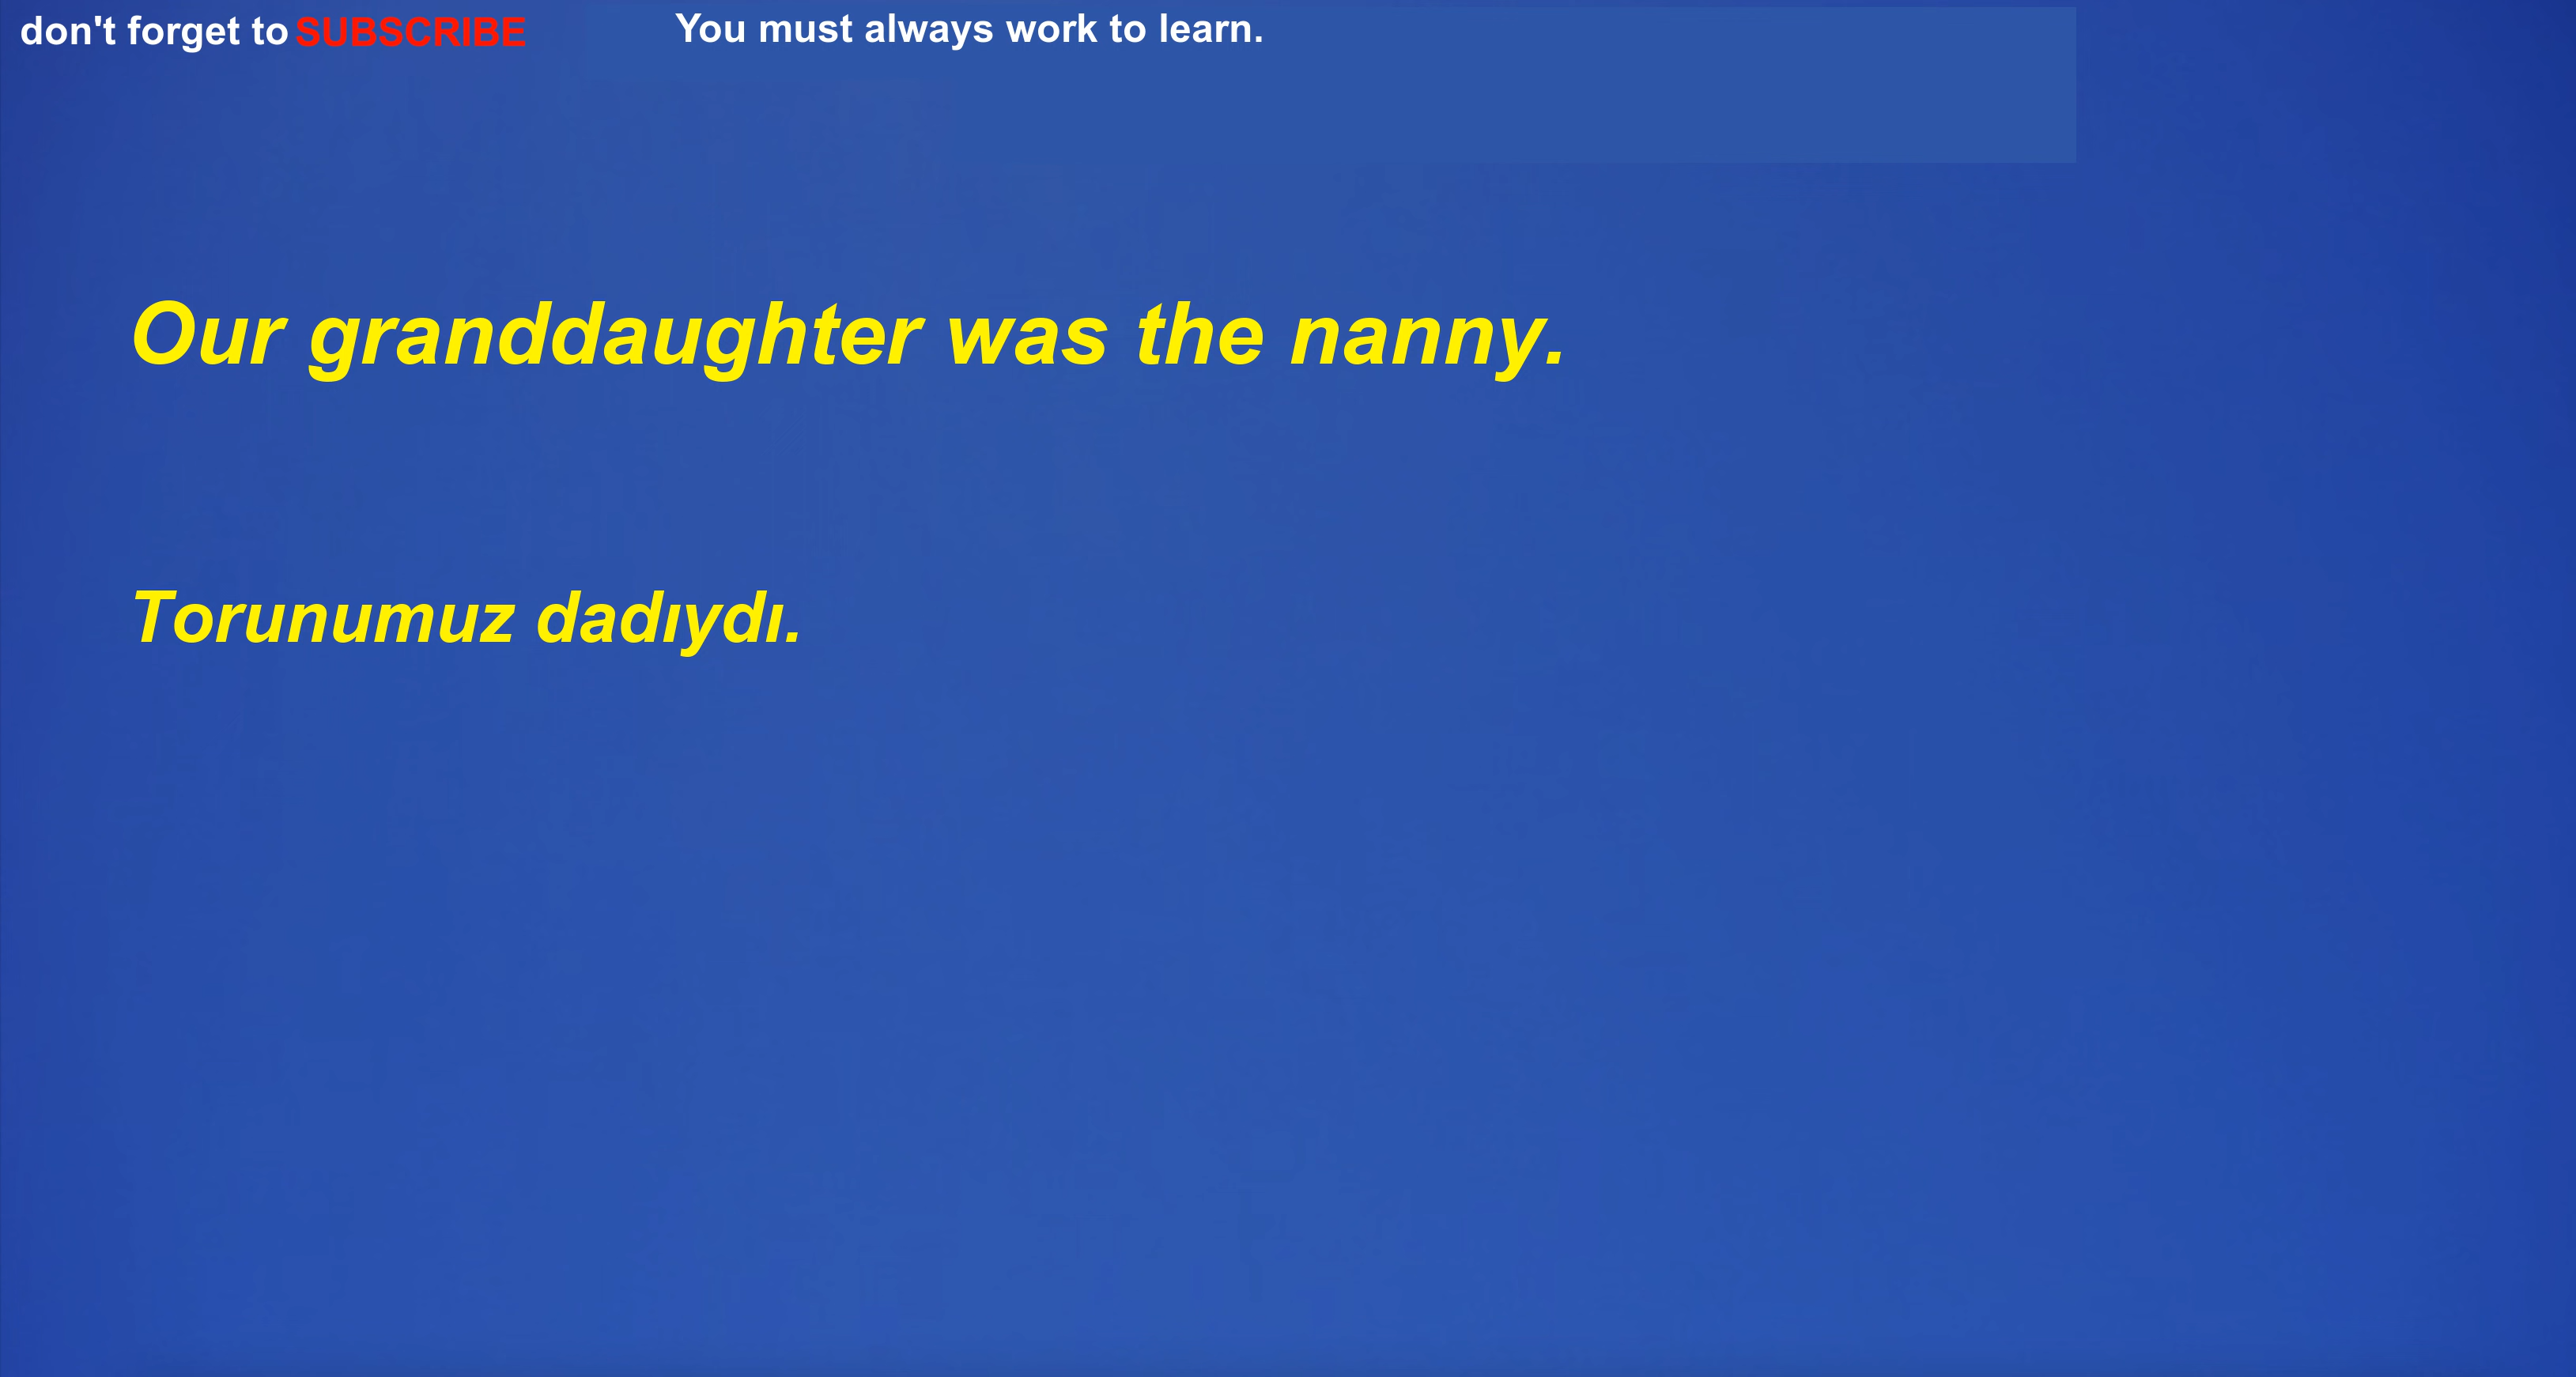 don't forget to SUBSCRIBE You must always work to learn.
Our granddaughter was the nanny.
Torunumuz dadıydı.